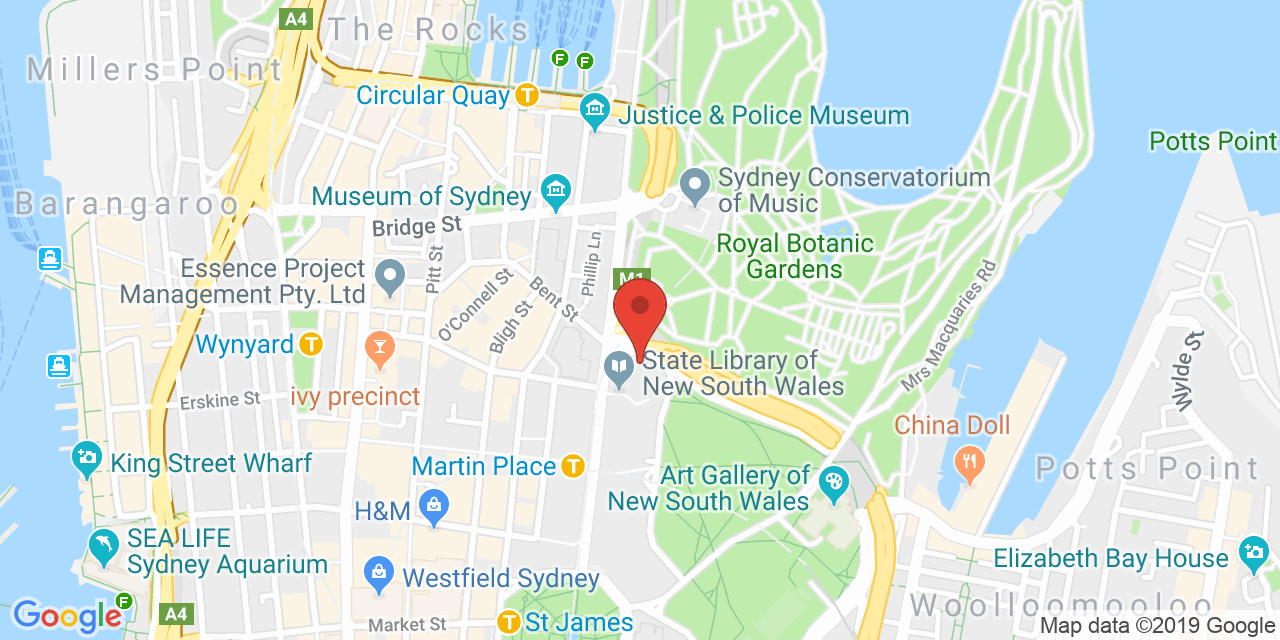 A4
The Rocks
Millers Point
F
F
Circular Quay
T
Justice & Police Museum
Potts Point
Sydney Conservatorium
of Music
Museum of Sydney
Barangaroo
Bridge St
Royal Botanic
Gardens
Phillip Ln
Pitt St
Essence Project
Management Pty. Ltd
O'Connell St
Bent St
Bligh St
M1
Mrs Macquaries Rd
Wynyard
T
State Library of
New South Wales
Wylde St
ivy precinct
Erskine St
China Doll
King Street Wharf
Martin Place
T
Art Gallery of
New South Wales
Potts Point
H&M
SEA LIFE
Sydney Aquarium
Elizabeth Bay House
Westfield Sydney
Woolloomooloo
F
Google
A4
Market St
T
St James
Map data ©2019 Google